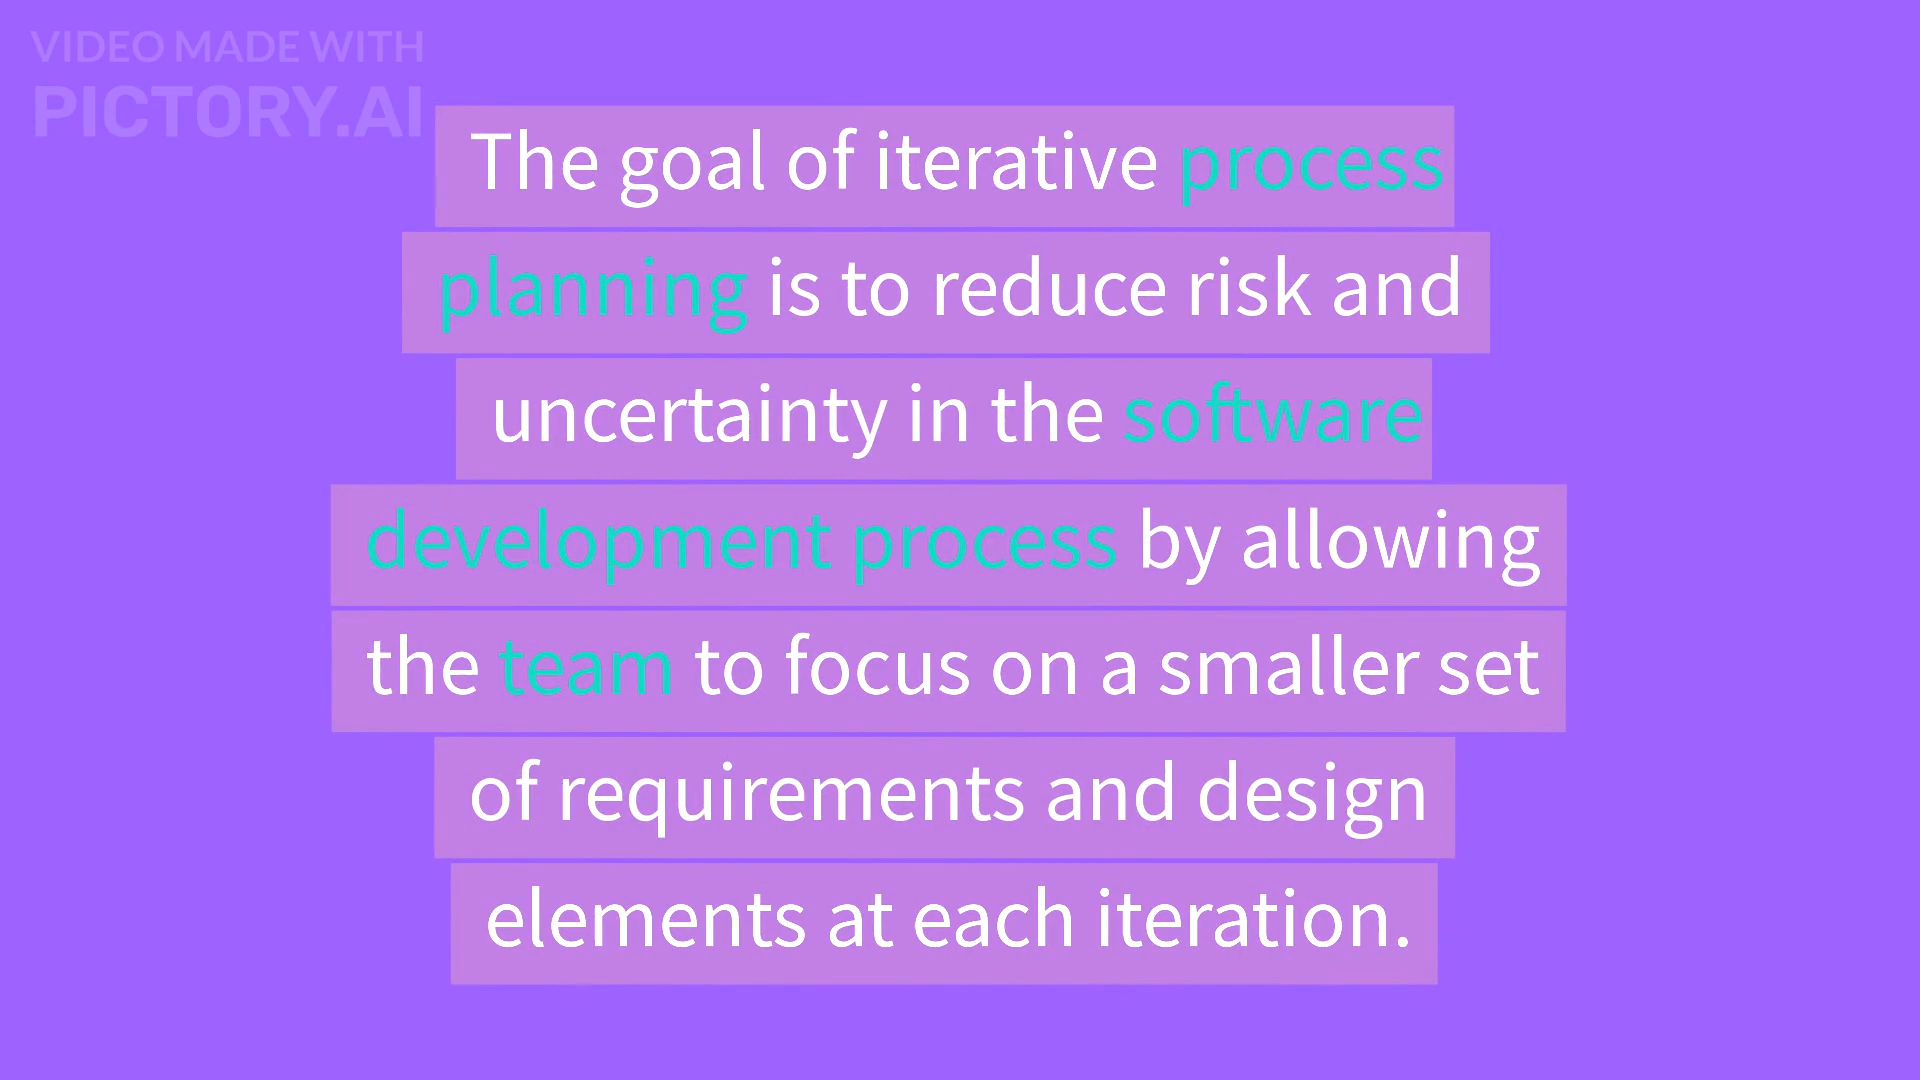 VIDEO MADE WITH
PICTORY.AI
The goal of iterative process
planning is to reduce risk and
uncertainty in the software
development process by allowing
the team to focus on a smaller set
of requirements and design
elements at each iteration.